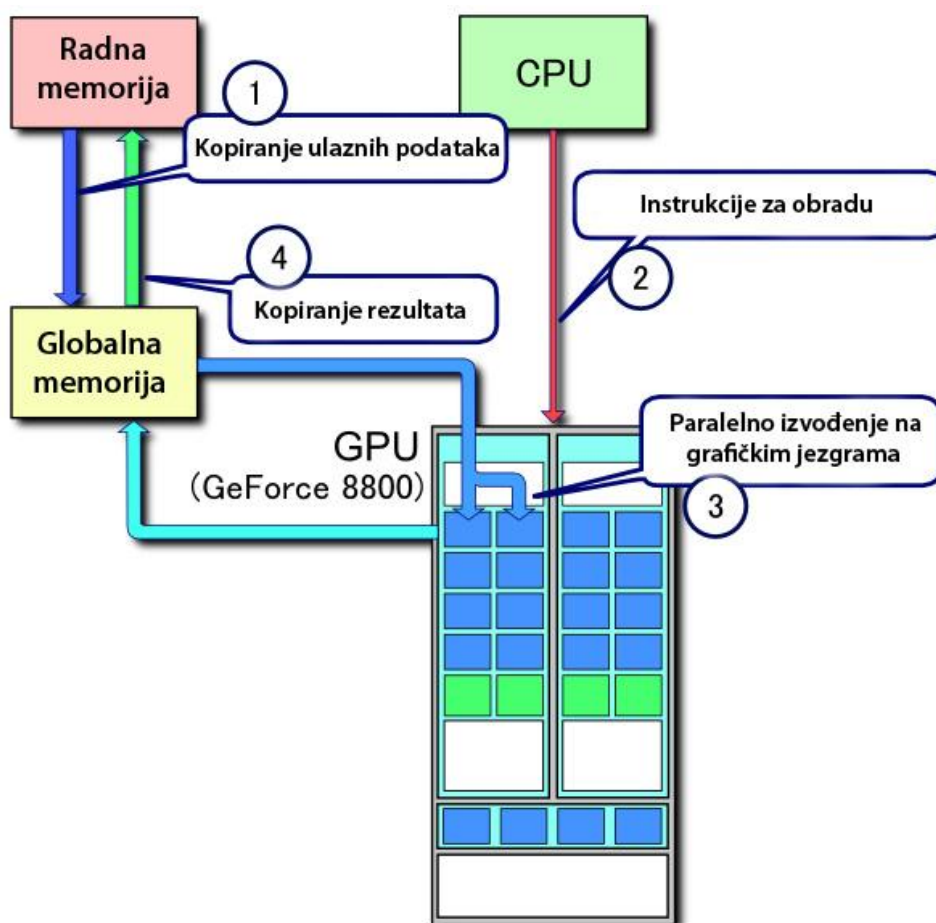 Radna
memorija
CPU
1
Kopiranje ulaznih podataka
Instrukcije za obradu
2
4
Kopiranje rezultata
Globalna
memorija
GPU
(GeForce 8800)
Paralelno izvođenje na
grafičkim jezgrama
3